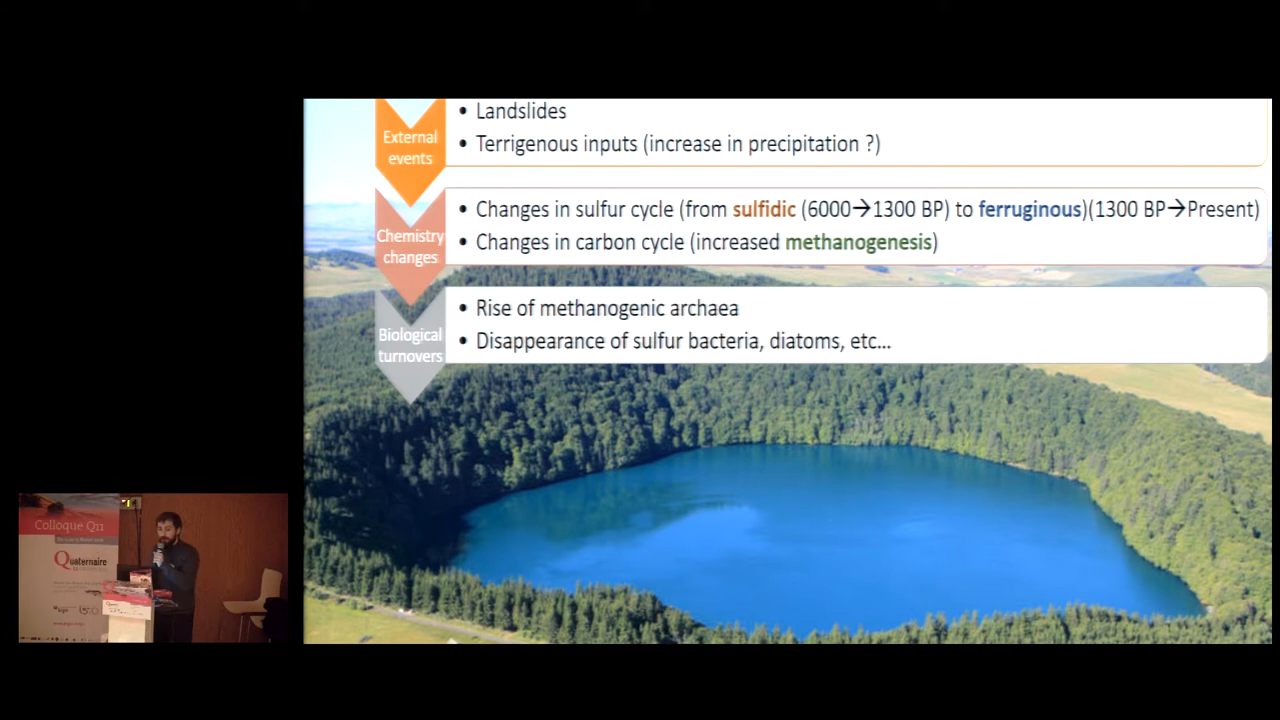 External
events
• Landslides
• Terrigenous inputs (increase in precipitation ?)
Chemistry
changes
• Changes in sulfur cycle (from sulfidic (6000→1300 BP) to ferruginous)(1300 BP→Present)
• Changes in carbon cycle (increased methanogenesis)
Biological
turnovers
• Rise of methanogenic archaea
• Disappearance of sulfur bacteria, diatoms, etc...
Colloque Q11
Quaternaire